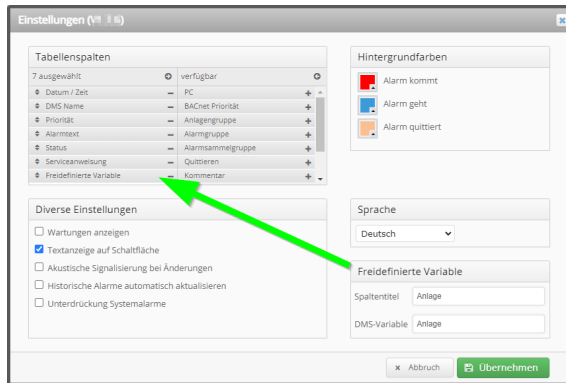 Einstellungen (
Tabellenspalten
7 ausgewählt
verfügbar
Datum / Zeit
PC
DMS Name
BACnet Priorität
Priorität
Anlagengruppe
Alarmtext
Alarmgruppe
Status
Alarmsammelgruppe
Serviceanweisung
Quittieren
Freidefinierte Variable
Kommentar
Hintergrundfarben
Alarm kommt
Alarm geht
Alarm quittiert
Diverse Einstellungen
Wartungen anzeigen
Textanzeige auf Schaltfläche
Akustische Signalisierung bei Änderungen
Historische Alarme automatisch aktualisieren
Unterdrückung Systemalarme
Sprache
Deutsch
Freidefinierte Variable
Spaltentitel Anlage
DMS-Variable Anlage
Abbruch
Übernehmen